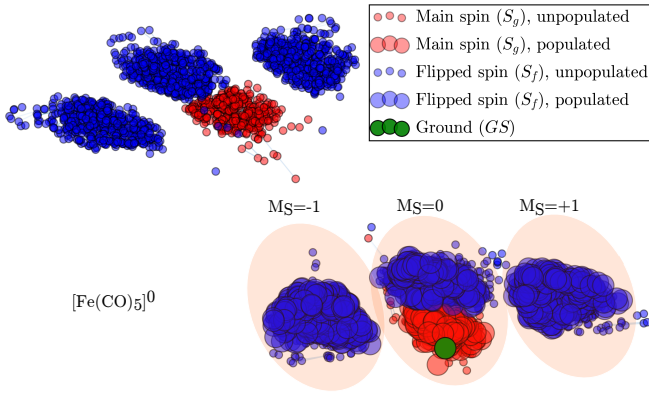 Main spin (S_g), unpopulated
Main spin (S_g), populated
Flipped spin (S_f), unpopulated
Flipped spin (S_f), populated
Ground (GS)
M_S=-1 M_S=0 M_S=+1
[Fe(CO)_5]^0